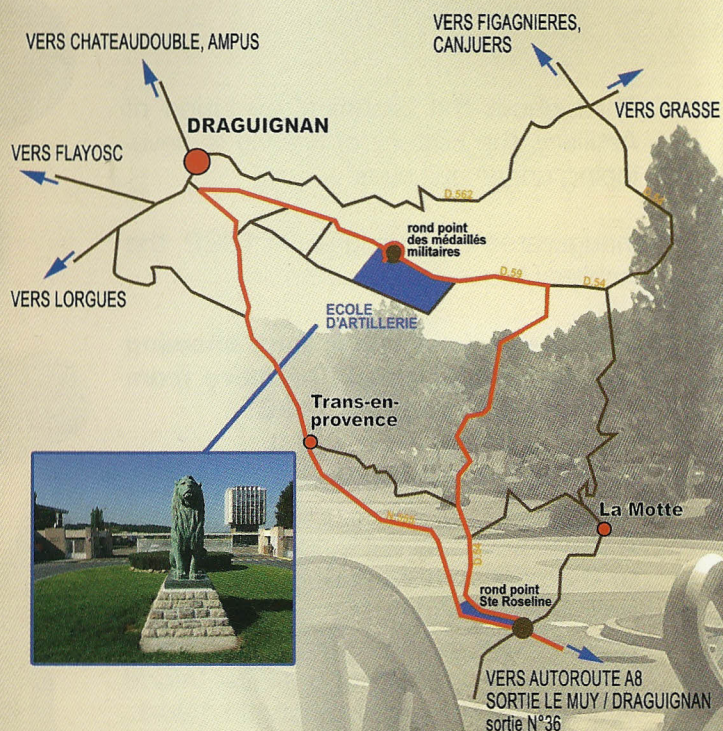 VERS FIGAGNIERES,
CANJUERS
VERS CHATEAUDOUBLE, AMPUS
VERS GRASSE
DRAGUIGNAN
VERS FLAYOSC
D 562
rond point
des médaillés
militaires
D.59
D.54
VERS LORGUES
ECOLE
D'ARTILLERIE
Trans-en-
provence
La Motte
rond point
Ste Roseline
VERS AUTOROUTE A8
SORTIE LE MUY / DRAGUIGNAN
sortie N°36